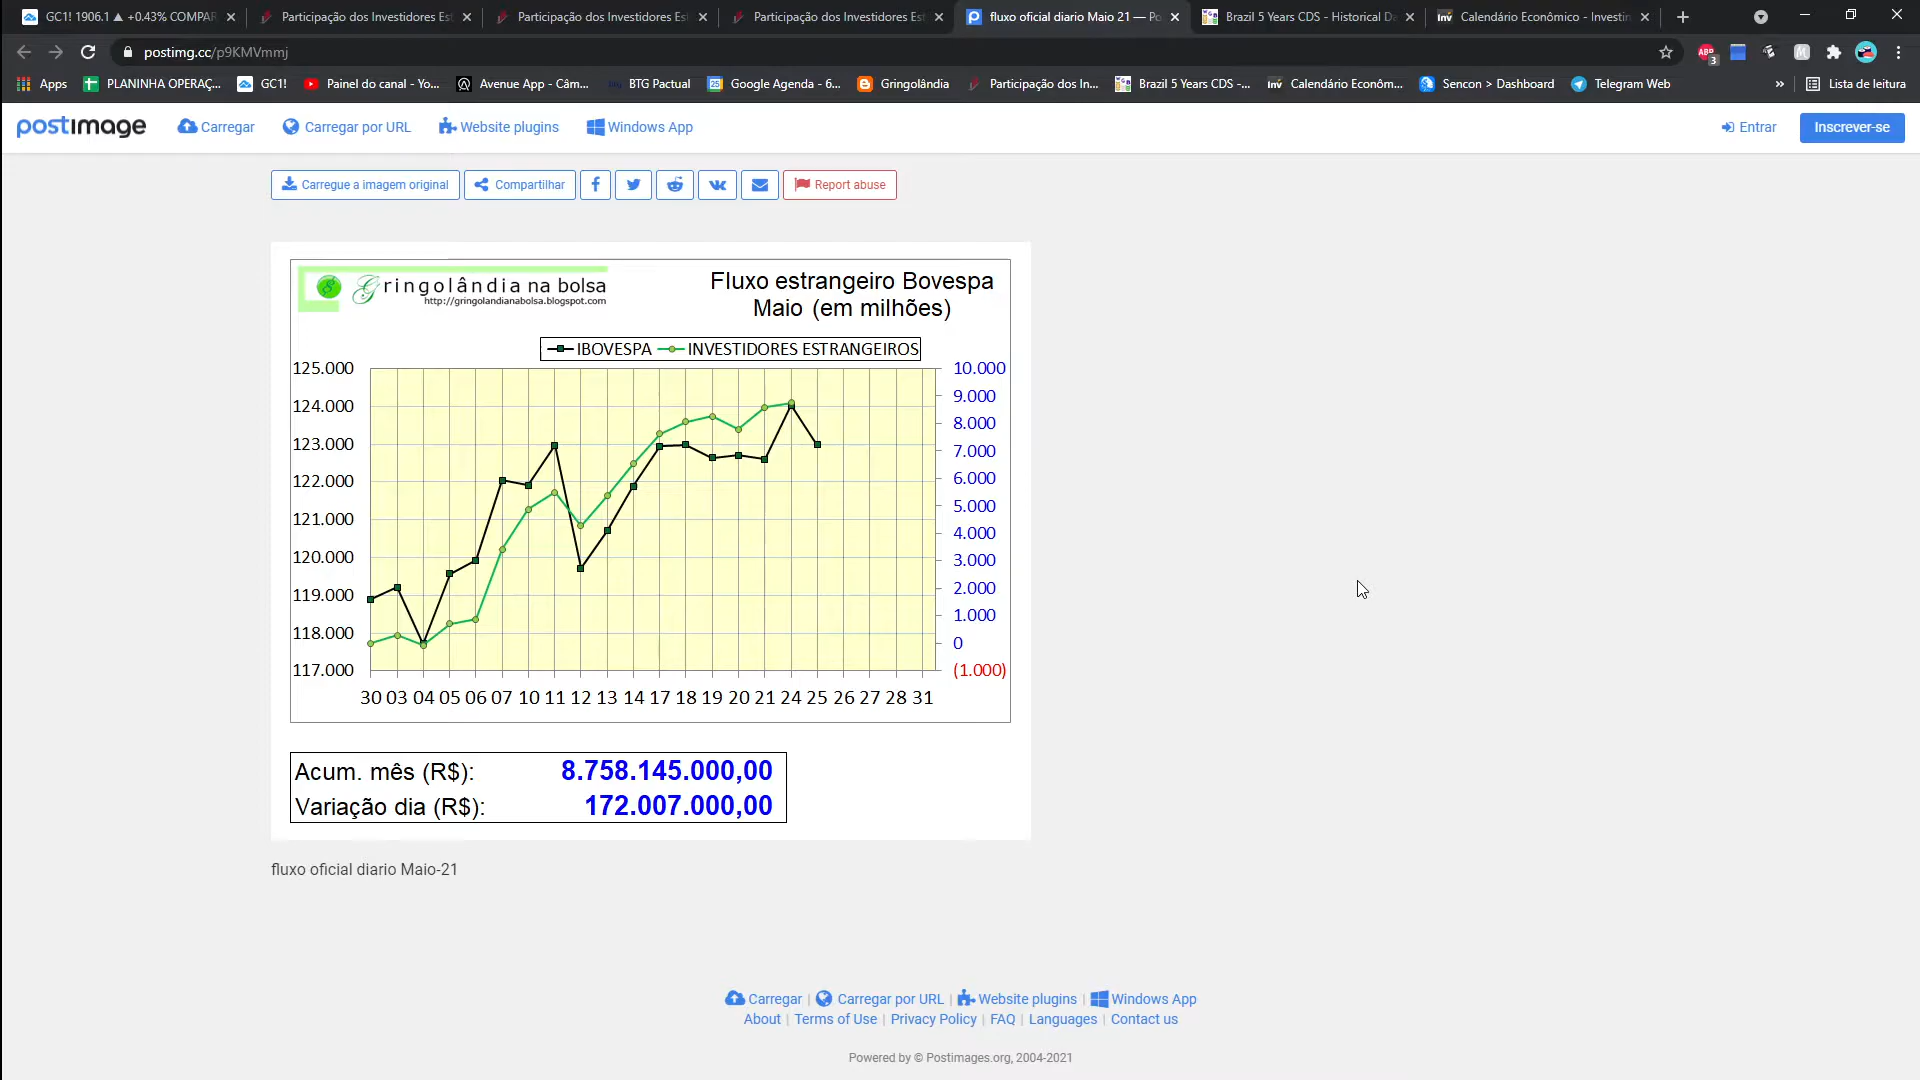 GC1! 1906.1 ▲ +0.43% COMPAR
Participação dos Investidores Est
Participação dos Investidores Est
Participação dos Investidores Est
fluxo oficial diario Maio 21 — Po
Brazil 5 Years CDS - Historical Da
Calendário Econômico - Investin
postimg.cc/p9KMVmmj
Apps
PLANINHA OPERAÇ...
GC1!
Painel do canal - Yo...
Avenue App - Câm...
BTG Pactual
Google Agenda - 6...
Gringolândia
Participação dos In...
Brazil 5 Years CDS -...
Calendário Econôm...
Sencon > Dashboard
Telegram Web
»
Lista de leitura
postimage
Carregar
Carregar por URL
Website plugins
Windows App
Entrar
Inscrever-se
Carregue a imagem original
Compartilhar
Report abuse
Gringolândia na bolsa
http://gringolandianabolsa.blogspot.com
Fluxo estrangeiro Bovespa
Maio (em milhões)
IBOVESPA INVESTIDORES ESTRANGEIROS
125.000 10.000
124.000 9.000
123.000 8.000
122.000 7.000
121.000 6.000
120.000 5.000
119.000 4.000
118.000 3.000
117.000 2.000
1.000
0
(1.000)
30 03 04 05 06 07 10 11 12 13 14 17 18 19 20 21 24 25 26 27 28 31
Acum. mês (R$): 8.758.145.000,00
Variação dia (R$): 172.007.000,00
fluxo oficial diario Maio-21
Carregar | Carregar por URL | Website plugins | Windows App
About | Terms of Use | Privacy Policy | FAQ | Languages | Contact us
Powered by © Postimages.org, 2004-2021